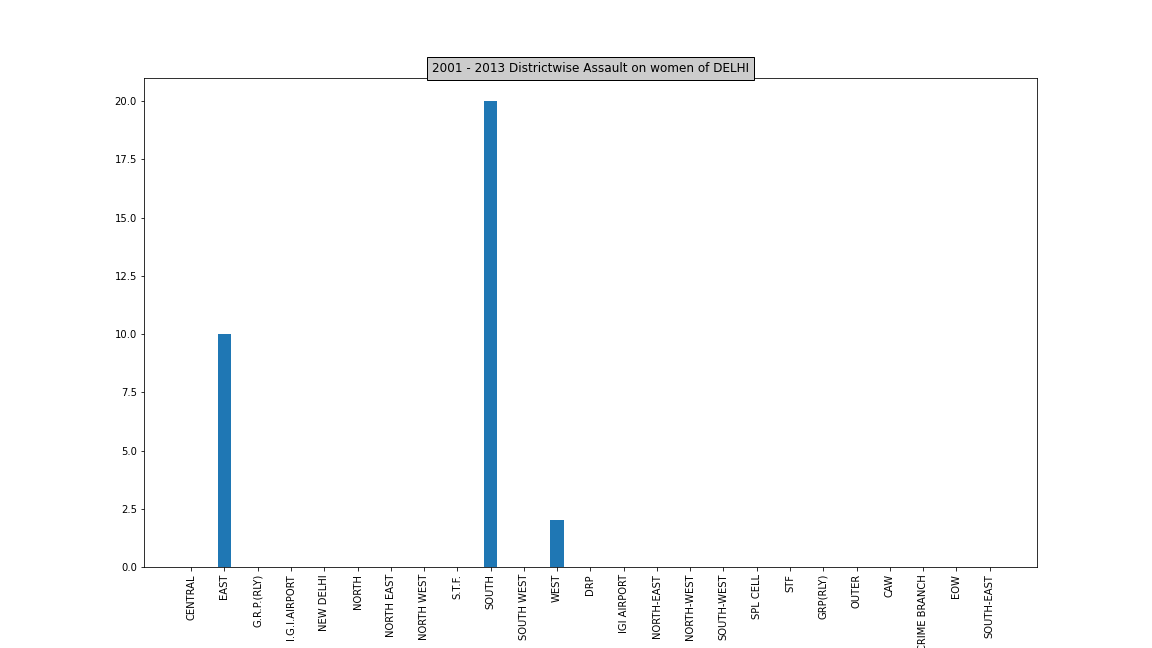 2001 - 2013 Districtwise Assault on women of DELHI
20.0
17.5
15.0
12.5
10.0
7.5
5.0
2.5
0.0
CENTRAL
EAST
G.R.P.(RLY)
I.G.I.AIRPORT
NEW DELHI
NORTH
NORTH EAST
NORTH WEST
S.T.F.
SOUTH
SOUTH WEST
WEST
DRP
IGI AIRPORT
NORTH-EAST
NORTH-WEST
SOUTH-WEST
SPL CELL
STF
GRP(RLY)
OUTER
CAW
CRIME BRANCH
EOW
SOUTH-EAST